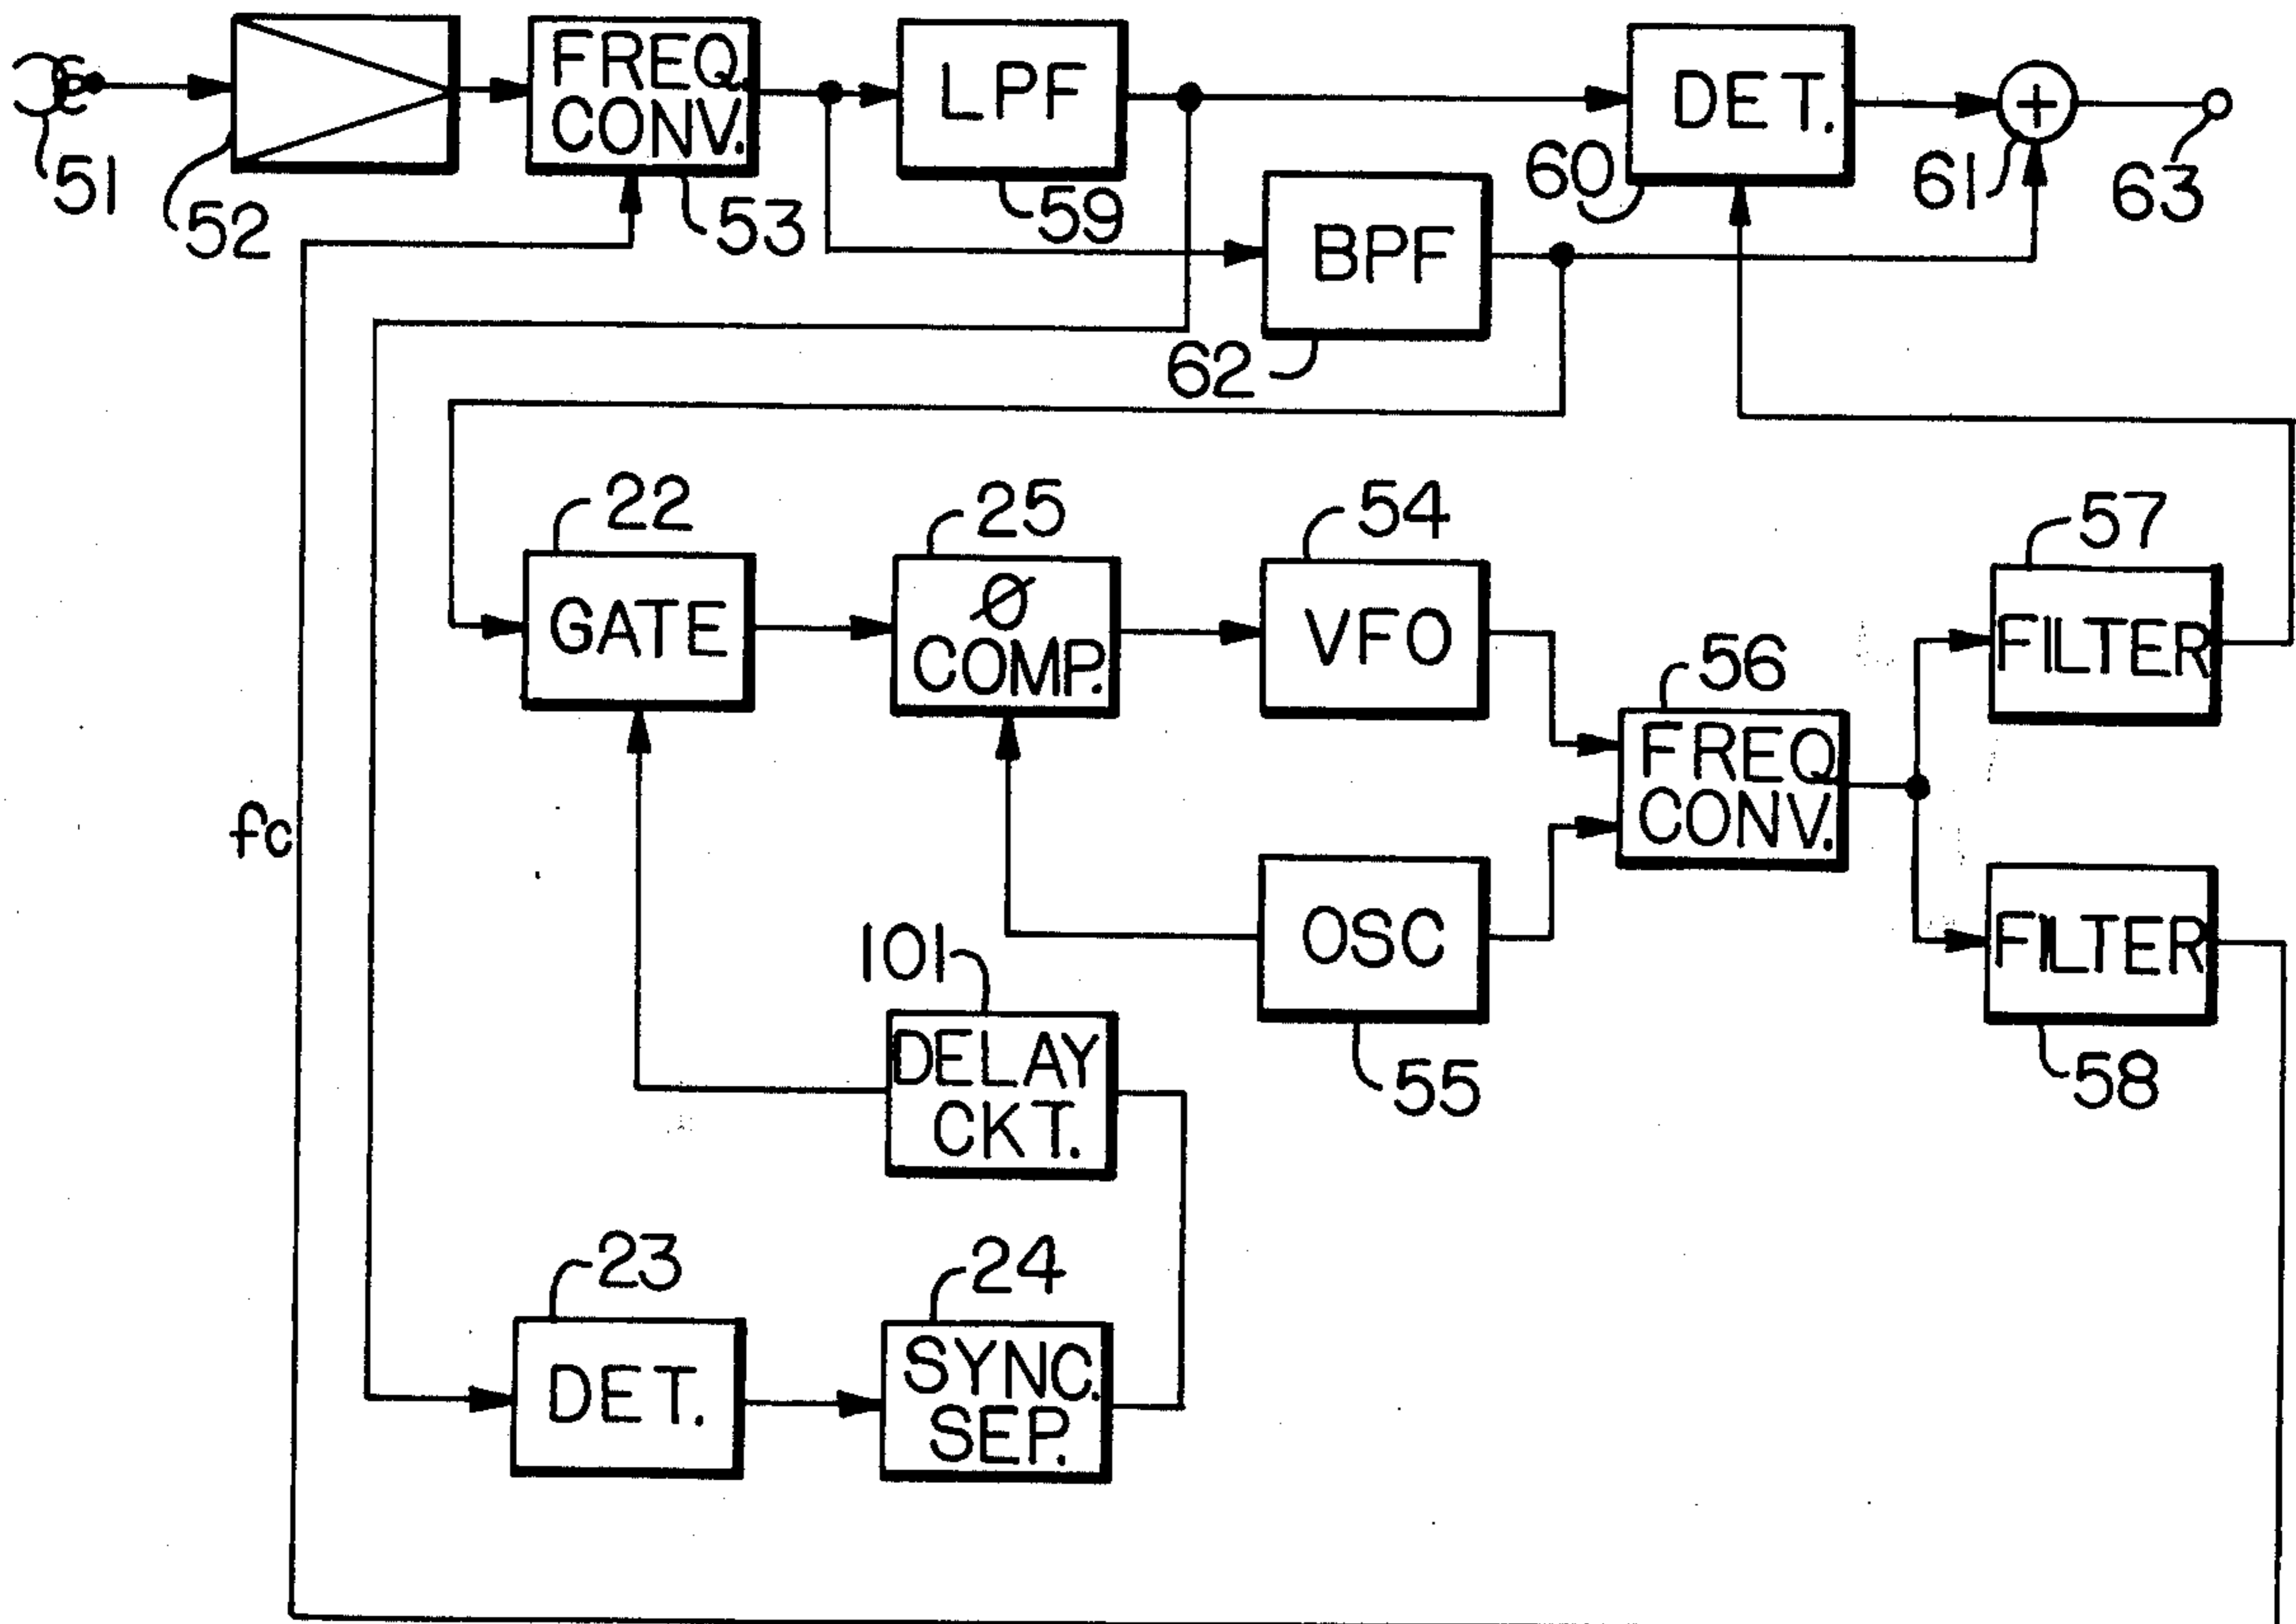 FREQ.
CONV.
LPF
DET.
+
51
52
53
59
60
61
63
BPF
62
22
25
54
57
GATE
Ø
COMP.
VFO
FILTER
56
FREQ
CONV.
fc
OSC
FILTER
101
DELAY
CKT.
55
58
23
24
DET.
SYNC.
SEP.